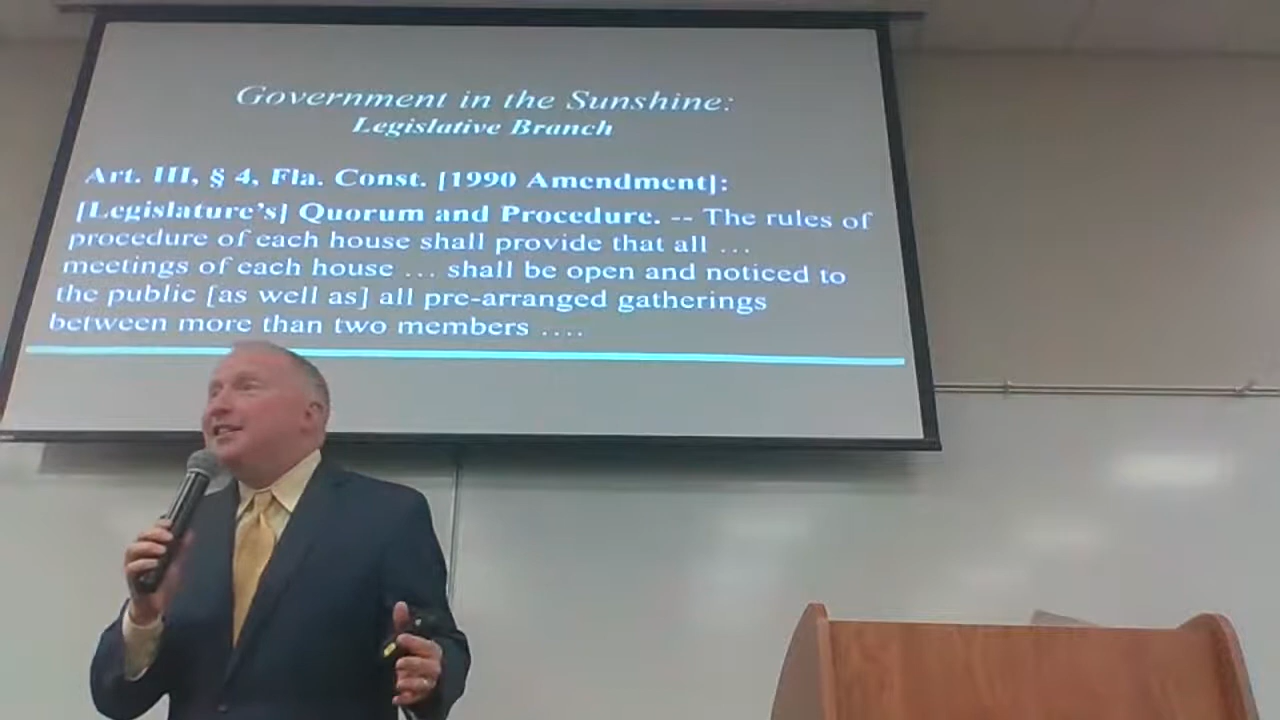 Government in the Sunshine:
Legislative Branch
Art. III, § 4, Fla. Const. [1990 Amendment]:
[Legislature's] Quorum and Procedure. -- The rules of
procedure of each house shall provide that all ...
meetings of each house ... shall be open and noticed to
the public [as well as] all pre-arranged gatherings
between more than two members ....